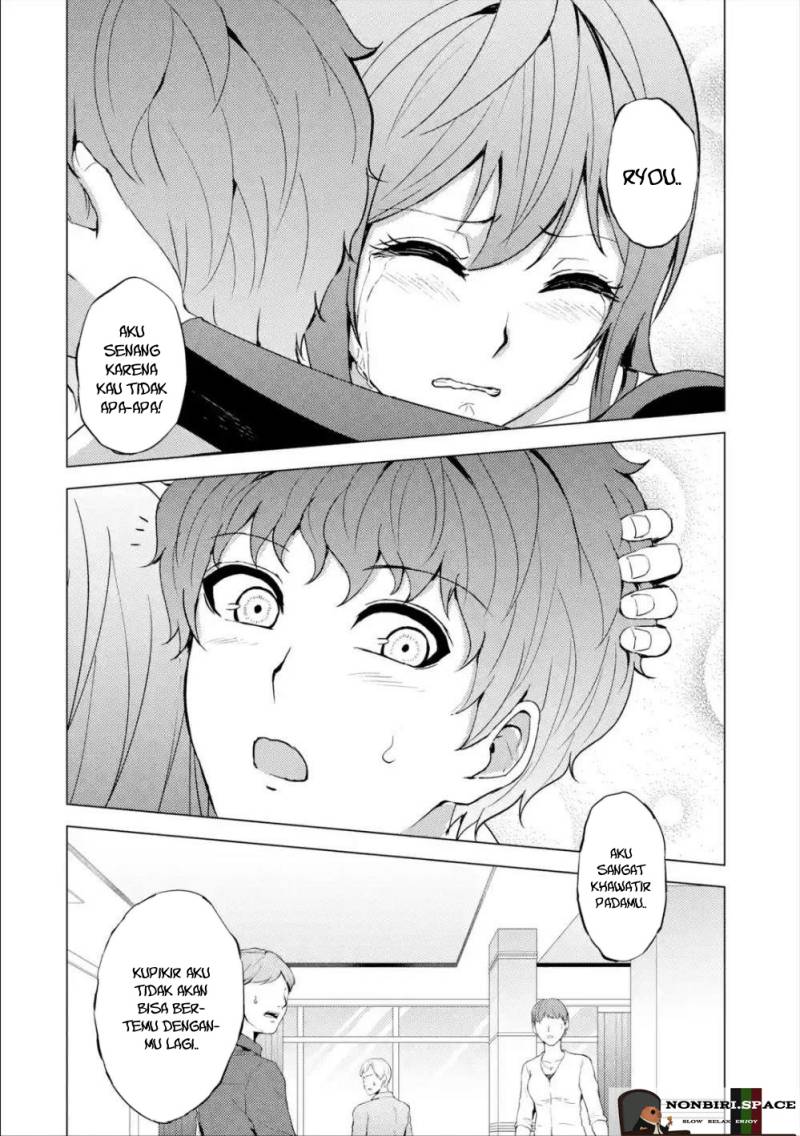 RYOU..
AKU
SENANG
KARENA
KAU TIDAK
APA-APA!
AKU
SANGAT
KHAWATIR
PADAMU..
KUPIKIR AKU
TIDAK AKAN
BISA BER-
TEMU DENGAN-
MU LAGI..
NONBIRI.SPACE
SLOW RELAX ENJOY